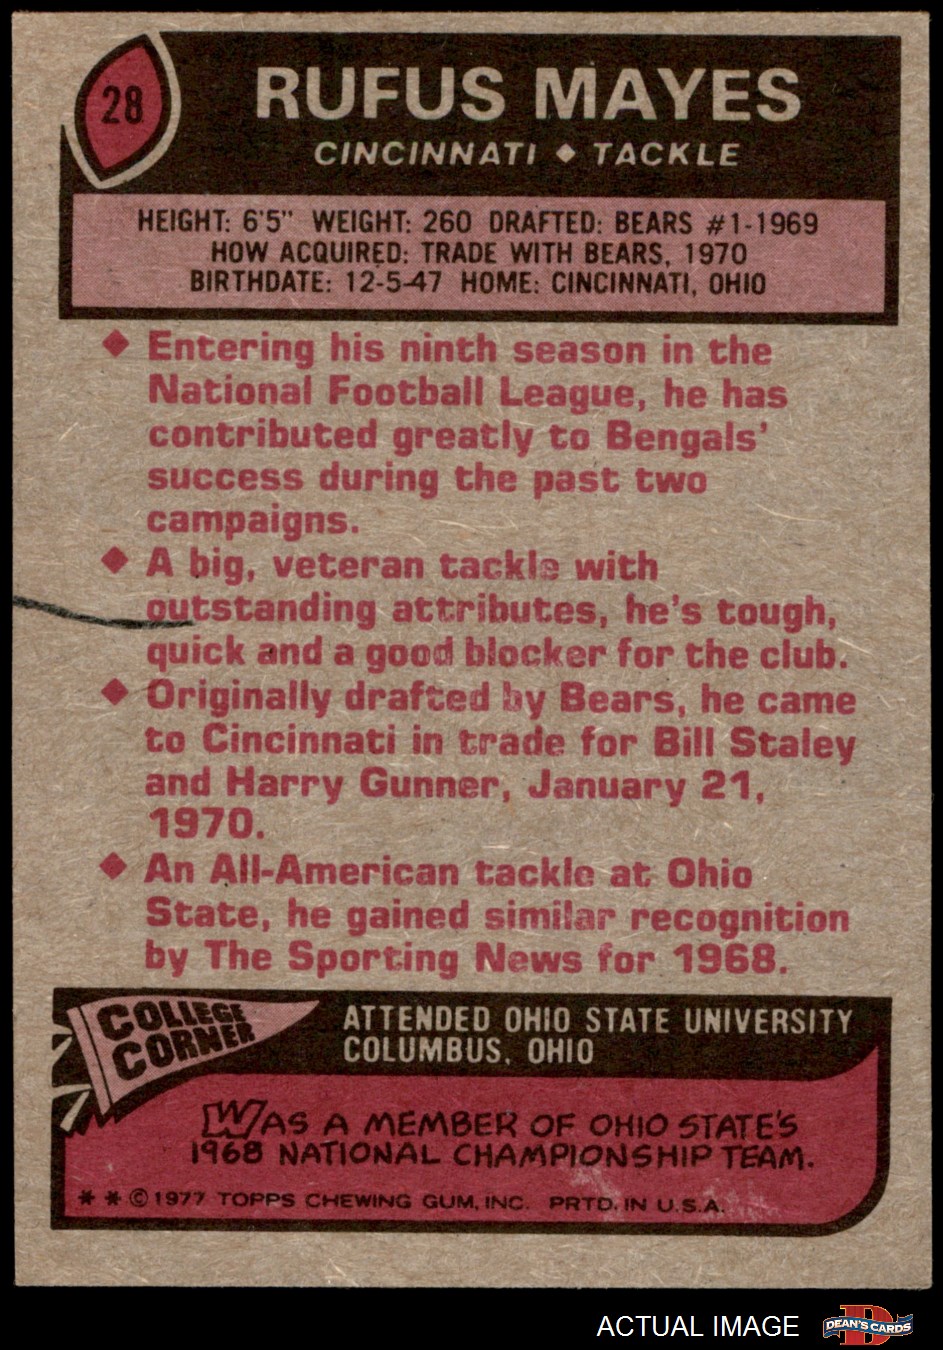 28
RUFUS MAYES
CINCINNATI ◆ TACKLE
HEIGHT: 6'5" WEIGHT: 260 DRAFTED: BEARS #1-1969
HOW ACQUIRED: TRADE WITH BEARS, 1970
BIRTHDATE: 12-5-47 HOME: CINCINNATI, OHIO
◆ Entering his ninth season in the
National Football League, he has
contributed greatly to Bengals'
success during the past two
campaigns.
◆ A big, veteran tackle with
outstanding attributes, he's tough,
quick and a good blocker for the club.
◆ Originally drafted by Bears, he came
to Cincinnati in trade for Bill Staley
and Harry Gunner, January 21,
1970.
◆ An All-American tackle at Ohio
State, he gained similar recognition
by The Sporting News for 1968.
COLLEGE
CORNER
ATTENDED OHIO STATE UNIVERSITY
COLUMBUS, OHIO
WAS A MEMBER OF OHIO STATE'S
1968 NATIONAL CHAMPIONSHIP TEAM.
* * © 1977 TOPPS CHEWING GUM, INC. PRTD. IN U.S.A.
ACTUAL IMAGE
DEAN'S CARDS